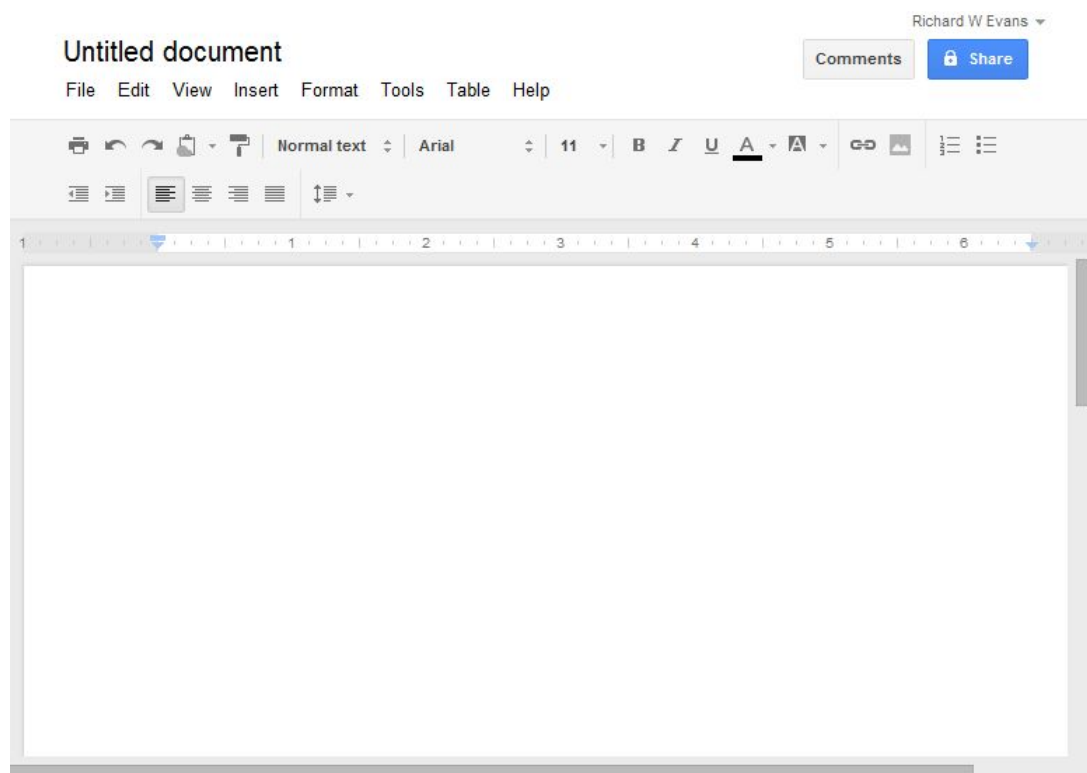 Richard W Evans
Untitled document
Comments Share
File Edit View Insert Format Tools Table Help
Normal text Arial 11 B I U A A
1 1 2 3 4 5 6